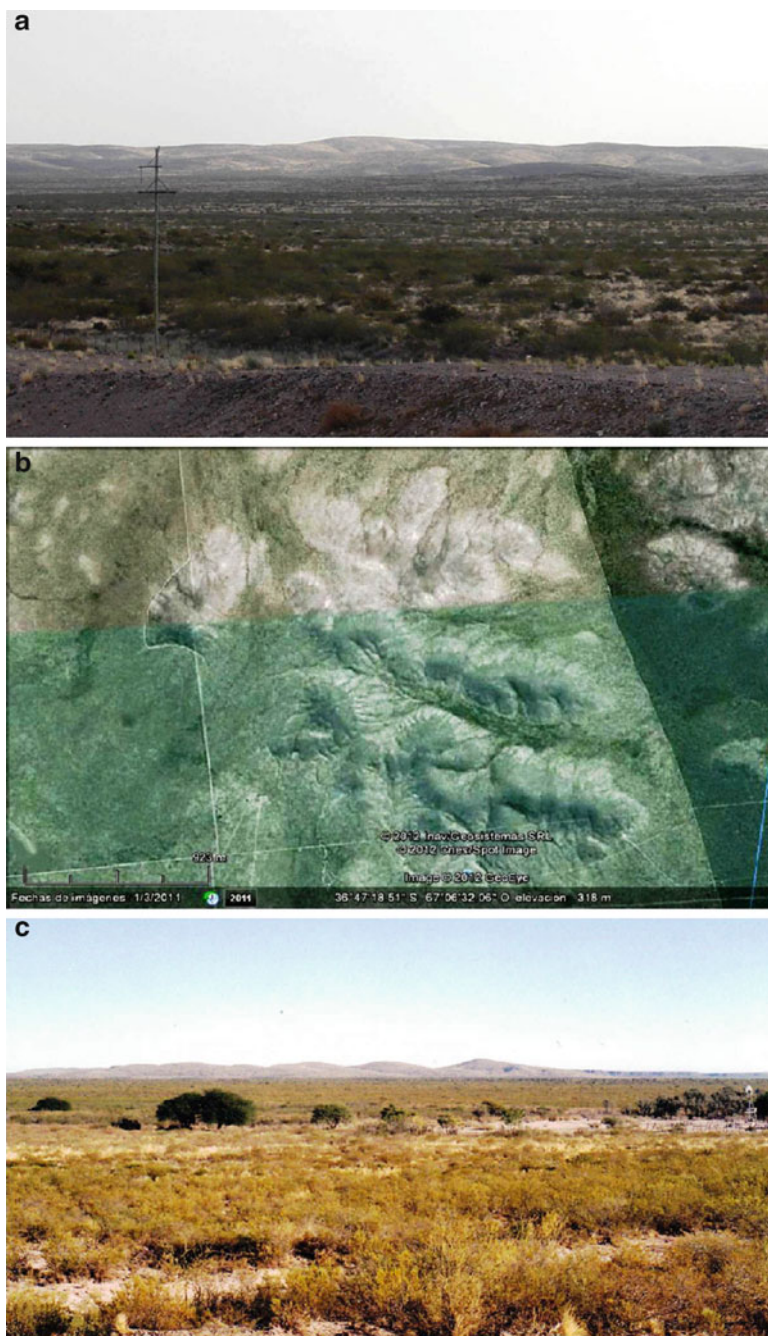 a
b
923 m
© 2012 Inav/Geosistemas SRL
© 2012 Cnes/Spot Image
Image © 2012 GeoEye
Fechas de imágenes: 1/3/2011
2011
36°47'18.51" S 67°06'32.06" O elevación 318 m
c